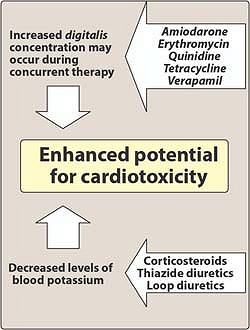 Increased digitalis
concentration may
occur during
concurrent therapy
Amiodarone
Erythromycin
Quinidine
Tetracycline
Verapamil
Enhanced potential
for cardiotoxicity
Decreased levels of
blood potassium
Corticosteroids
Thiazide diuretics
Loop diuretics